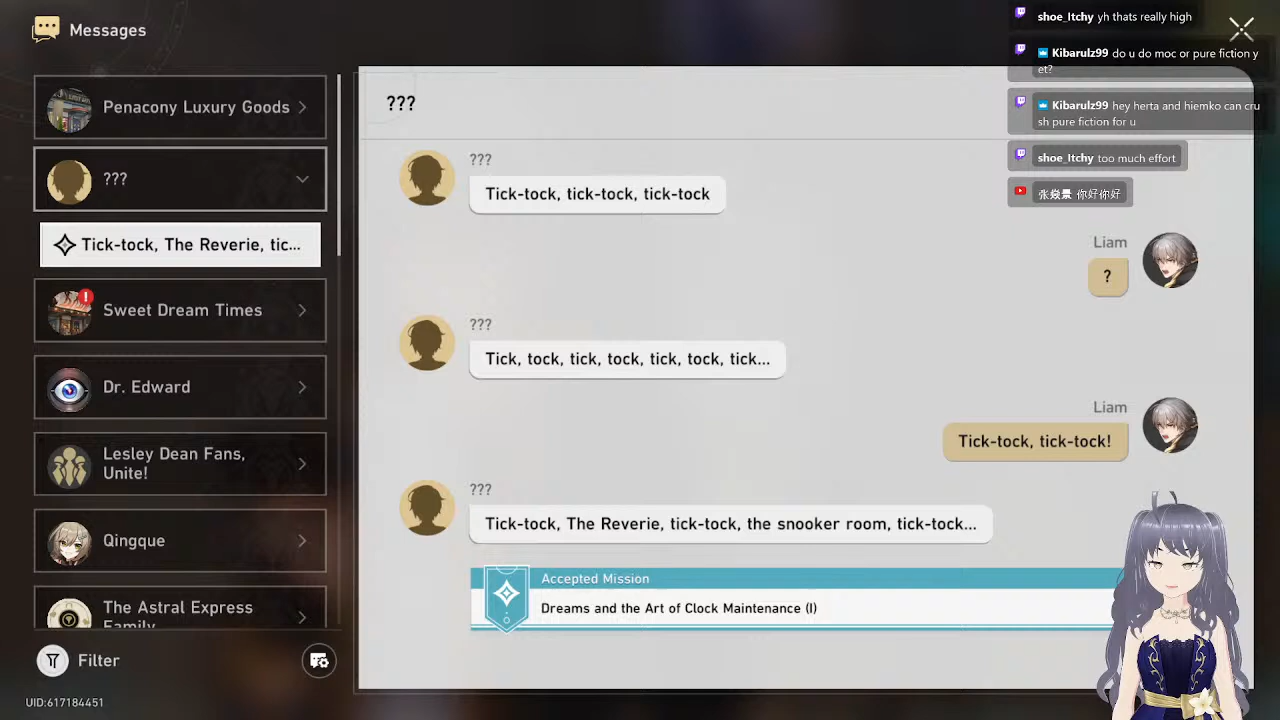 Messages
Penacony Luxury Goods
???
Tick-tock, The Reverie, tic...
Sweet Dream Times
Dr. Edward
Lesley Dean Fans,
Unite!
Qingque
The Astral Express
Family
Filter
UID:617184451
???
???
Tick-tock, tick-tock, tick-tock
Liam
?
???
Tick, tock, tick, tock, tick, tock, tick...
Liam
Tick-tock, tick-tock!
???
Tick-tock, The Reverie, tick-tock, the snooker room, tick-tock...
Accepted Mission
Dreams and the Art of Clock Maintenance (I)
shoe_Itchy yh thats really high
Kibarulz99 do u do moc or pure fiction y
et?
Kibarulz99 hey herta and hiemko can cru
sh pure fiction for u
shoe_Itchy too much effort
张焱景 你好你好